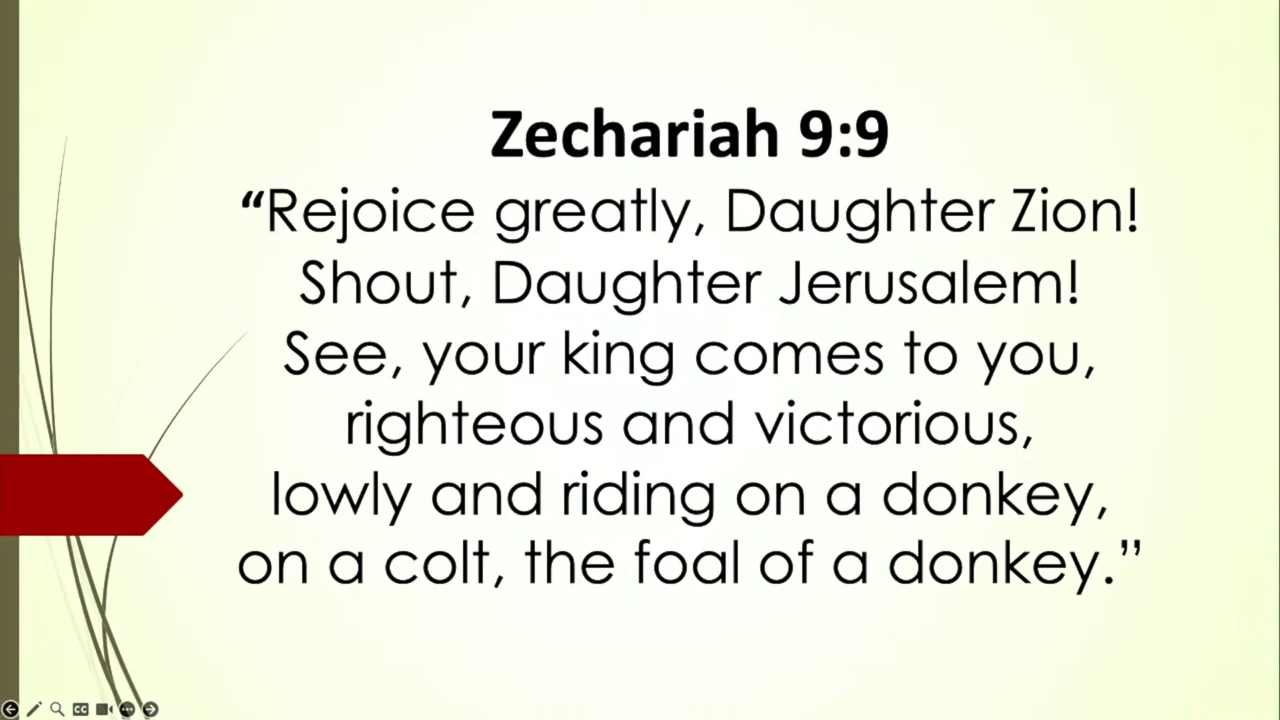 Zechariah 9:9
“Rejoice greatly, Daughter Zion!
Shout, Daughter Jerusalem!
See, your king comes to you,
righteous and victorious,
lowly and riding on a donkey,
on a colt, the foal of a donkey.”
CC